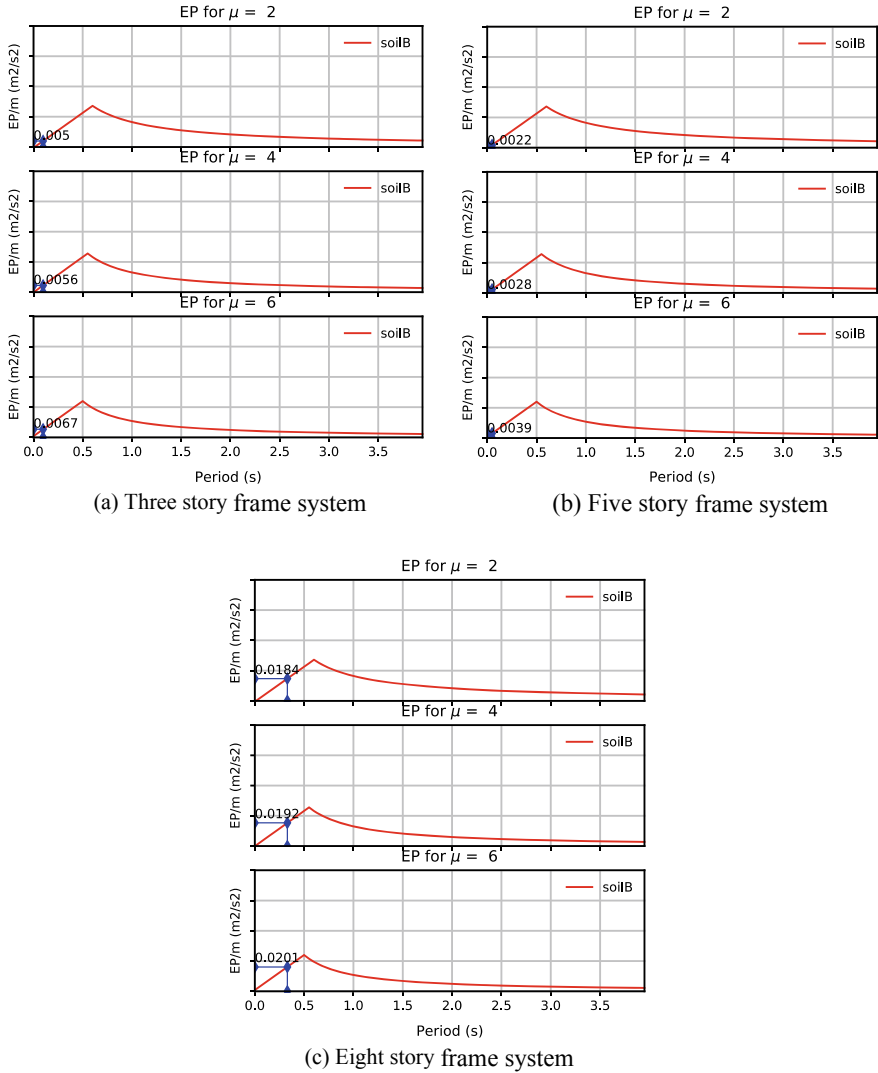 EP for μ = 2
EP/m (m2/s2)
soilB
0.005
EP for μ = 4
EP/m (m2/s2)
soilB
0.0056
EP for μ = 6
EP/m (m2/s2)
soilB
0.0067
0.0 0.5 1.0 1.5 2.0 2.5 3.0 3.5
Period (s)
(a) Three story frame system
EP for μ = 2
EP/m (m2/s2)
soilB
0.0022
EP for μ = 4
EP/m (m2/s2)
soilB
0.0028
EP for μ = 6
EP/m (m2/s2)
soilB
0.0039
0.0 0.5 1.0 1.5 2.0 2.5 3.0 3.5
Period (s)
(b) Five story frame system
EP for μ = 2
EP/m (m2/s2)
soilB
0.0184
EP for μ = 4
EP/m (m2/s2)
soilB
0.0192
EP for μ = 6
EP/m (m2/s2)
soilB
0.0201
0.0 0.5 1.0 1.5 2.0 2.5 3.0 3.5
Period (s)
(c) Eight story frame system